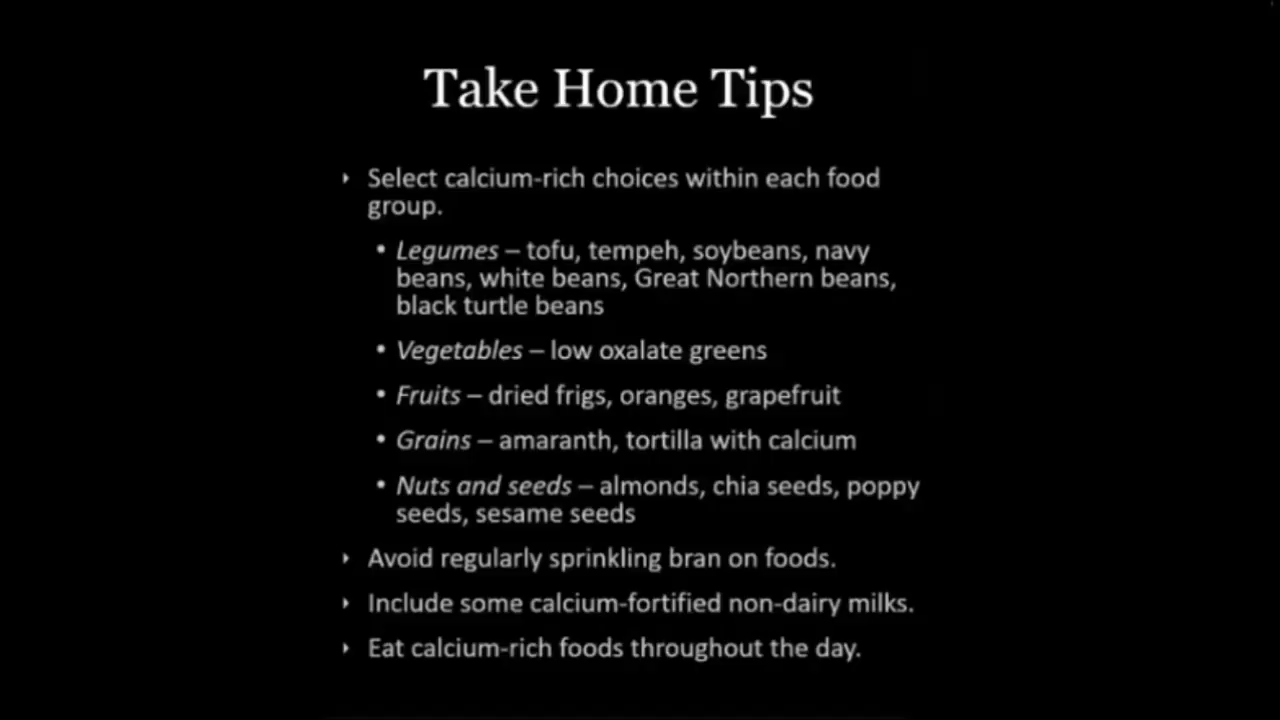 Take Home Tips
‣ Select calcium-rich choices within each food
group.
• Legumes – tofu, tempeh, soybeans, navy
beans, white beans, Great Northern beans,
black turtle beans
• Vegetables – low oxalate greens
• Fruits – dried frigs, oranges, grapefruit
• Grains – amaranth, tortilla with calcium
• Nuts and seeds – almonds, chia seeds, poppy
seeds, sesame seeds
‣ Avoid regularly sprinkling bran on foods.
‣ Include some calcium-fortified non-dairy milks.
‣ Eat calcium-rich foods throughout the day.